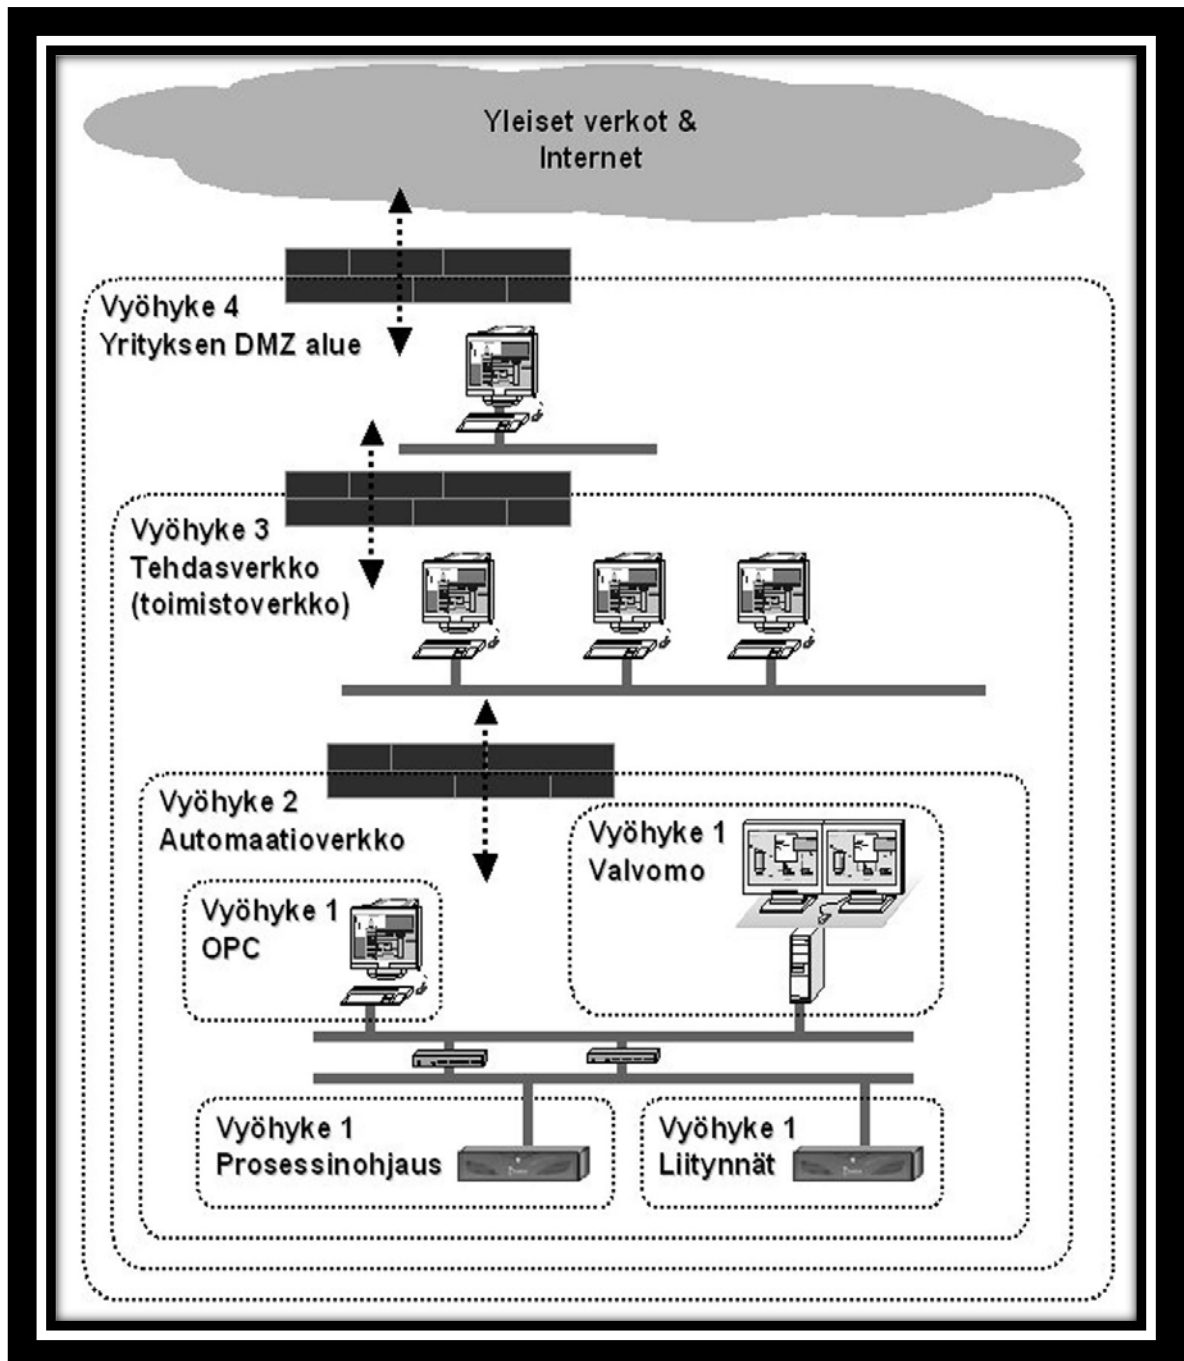 Yleiset verkot &
Internet
Vyöhyke 4
Yrityksen DMZ alue
Vyöhyke 3
Tehdasverkko
(toimistoverkko)
Vyöhyke 2
Automaatioverkko
Vyöhyke 1
Valvomo
Vyöhyke 1
OPC
Vyöhyke 1
Prosessinohjaus
Vyöhyke 1
Liitynnät